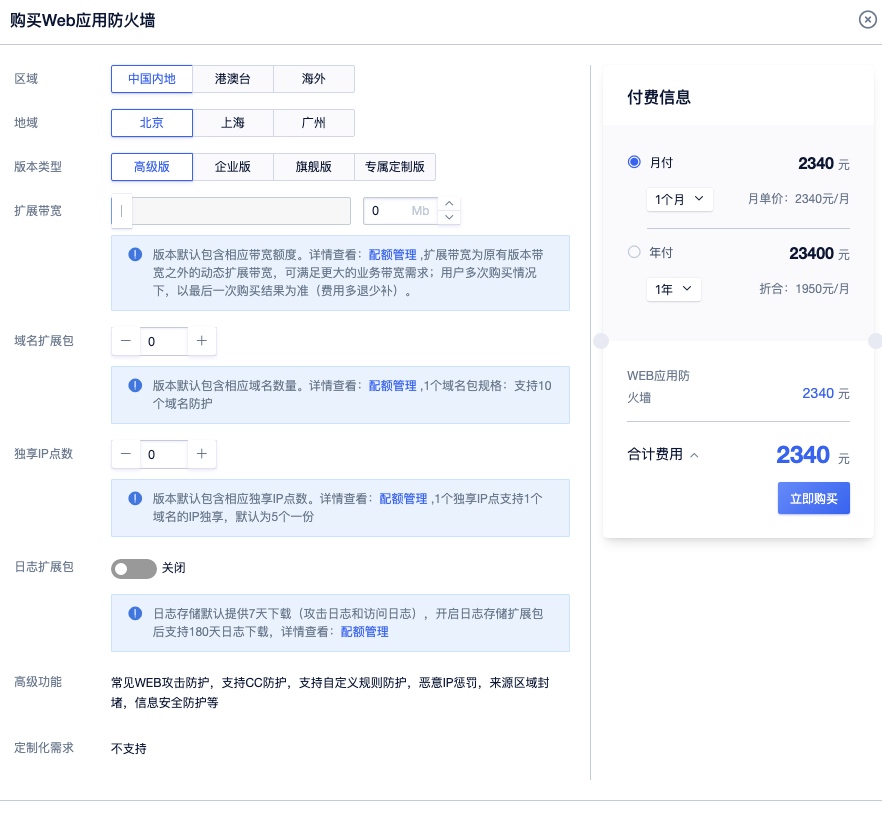 购买Web应用防火墙
区域
中国内地
港澳台
海外
地域
北京
上海
广州
版本类型
高级版
企业版
旗舰版
专属定制版
扩展带宽
0
Mb
版本默认包含相应带宽额度。详情查看：配额管理 ,扩展带宽为原有版本带
宽之外的动态扩展带宽，可满足更大的业务带宽需求；用户多次购买情况
下，以最后一次购买结果为准（费用多退少补）。
域名扩展包
0
版本默认包含相应域名数量。详情查看：配额管理 ,1个域名包规格：支持10
个域名防护
独享IP点数
0
版本默认包含相应独享IP点数。详情查看：配额管理 ,1个独享IP点支持1个
域名的IP独享，默认为5个一份
日志扩展包
关闭
日志存储默认提供7天下载（攻击日志和访问日志），开启日志存储扩展包
后支持180天日志下载，详情查看：配额管理
高级功能
常见WEB攻击防护，支持CC防护，支持自定义规则防护，恶意IP惩罚，来源区域封
堵，信息安全防护等
定制化需求
不支持
付费信息
月付
2340 元
1个月
月单价：2340元/月
年付
23400 元
1年
折合：1950元/月
WEB应用防
火墙
2340 元
合计费用
2340 元
立即购买